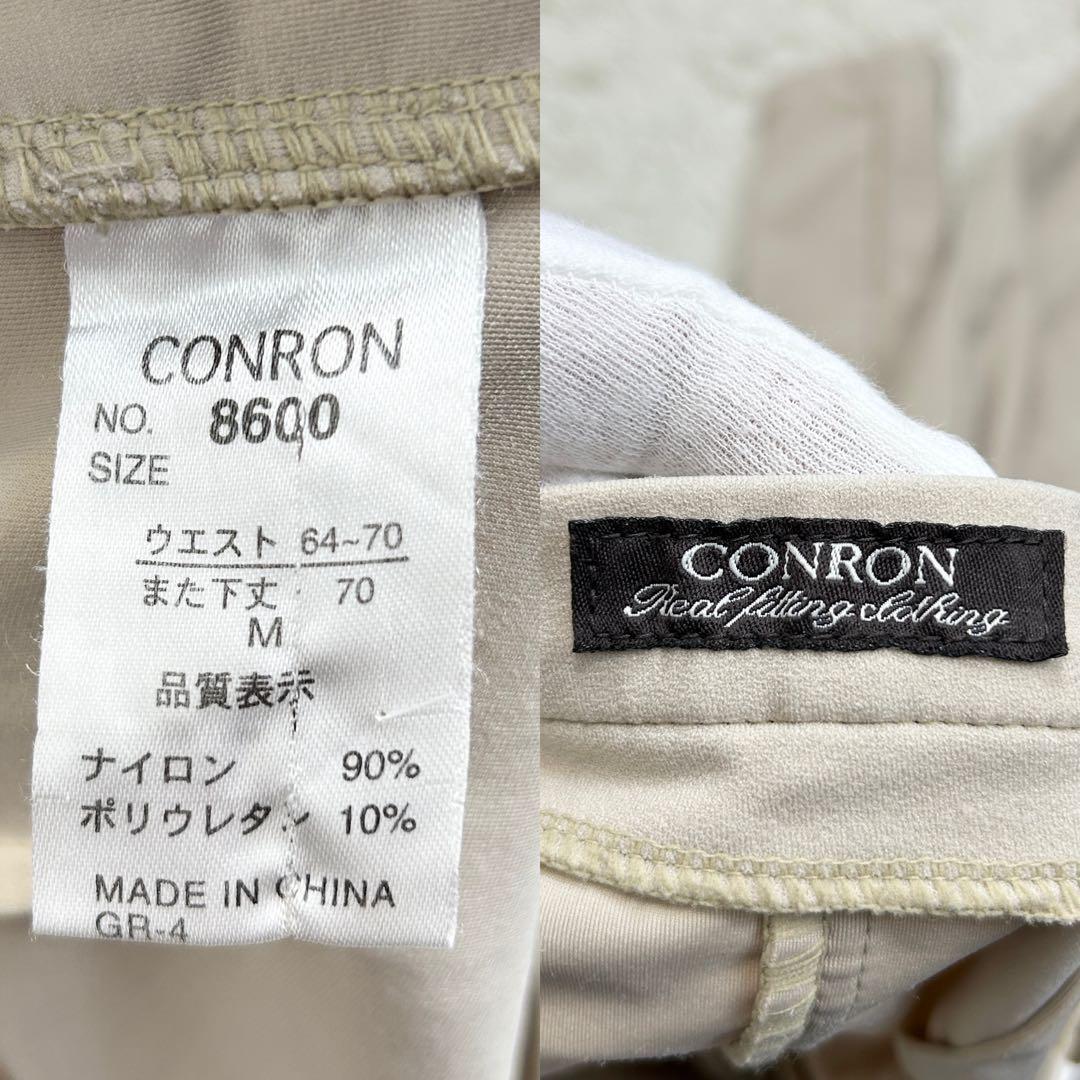 CONRON
NO. 8600
SIZE
ウエスト 64~70
また下丈 70
M
品質表示
ナイロン 90%
ポリウレタン 10%
MADE IN CHINA
GR-4
CONRON
Real fitting clothing